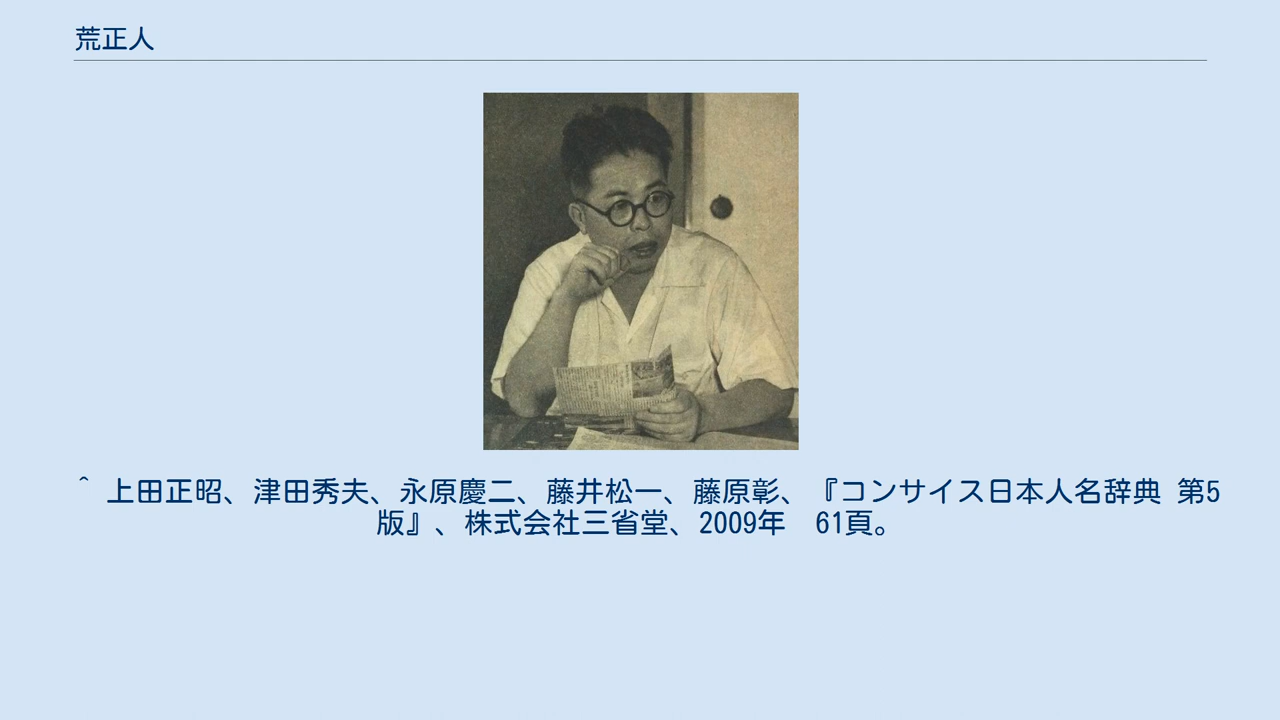 荒正人
^ 上田正昭、津田秀夫、永原慶二、藤井松一、藤原彰、『コンサイス日本人名辞典 第5
版』、株式会社三省堂、2009年　61頁。